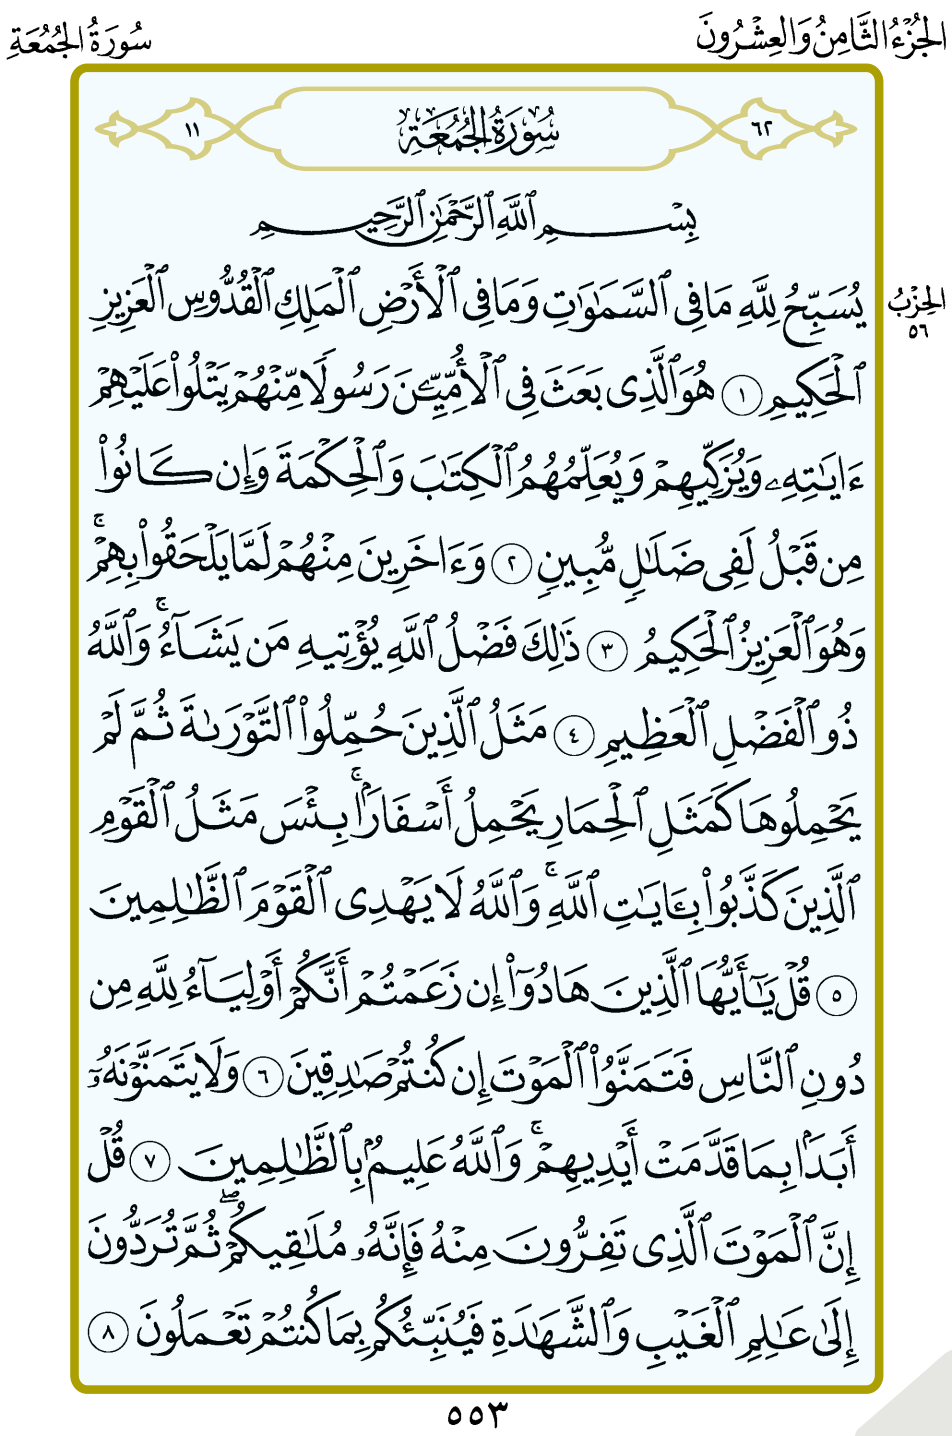 الجُزْءُ الثَّامِنُ وَالعِشْرُونَ
سُورَةُ الجُمُعَةِ
٦٢
سُورَةُ الجُمُعَةِ
١١
بِسْمِ ٱللَّهِ ٱلرَّحْمَٰنِ ٱلرَّحِيمِ
يُسَبِّحُ لِلَّهِ مَا فِى ٱلسَّمَٰوَٰتِ وَمَا فِى ٱلْأَرْضِ ٱلْمَلِكِ ٱلْقُدُّوسِ ٱلْعَزِيزِ
الحِزْبُ
٥٦
ٱلْحَكِيمِ ١ هُوَ ٱلَّذِى بَعَثَ فِى ٱلْأُمِّيِّـۧنَ رَسُولًا مِّنْهُمْ يَتْلُوا۟ عَلَيْهِمْ
ءَايَٰتِهِۦ وَيُزَكِّيهِمْ وَيُعَلِّمُهُمُ ٱلْكِتَٰبَ وَٱلْحِكْمَةَ وَإِن كَانُوا۟
مِن قَبْلُ لَفِى ضَلَٰلٍ مُّبِينٍ ٢ وَءَاخَرِينَ مِنْهُمْ لَمَّا يَلْحَقُوا۟ بِهِمْ ۚ
وَهُوَ ٱلْعَزِيزُ ٱلْحَكِيمُ ٣ ذَٰلِكَ فَضْلُ ٱللَّهِ يُؤْتِيهِ مَن يَشَآءُ ۚ وَٱللَّهُ
ذُو ٱلْفَضْلِ ٱلْعَظِيمِ ٤ مَثَلُ ٱلَّذِينَ حُمِّلُوا۟ ٱلتَّوْرَىٰةَ ثُمَّ لَمْ
يَحْمِلُوهَا كَمَثَلِ ٱلْحِمَارِ يَحْمِلُ أَسْفَارًۢا ۚ بِئْسَ مَثَلُ ٱلْقَوْمِ
ٱلَّذِينَ كَذَّبُوا۟ بِـَٔايَٰتِ ٱللَّهِ ۚ وَٱللَّهُ لَا يَهْدِى ٱلْقَوْمَ ٱلظَّٰلِمِينَ
٥ قُلْ يَٰٓأَيُّهَا ٱلَّذِينَ هَادُوٓا۟ إِن زَعَمْتُمْ أَنَّكُمْ أَوْلِيَآءُ لِلَّهِ مِن
دُونِ ٱلنَّاسِ فَتَمَنَّوُا۟ ٱلْمَوْتَ إِن كُنتُمْ صَٰدِقِينَ ٦ وَلَا يَتَمَنَّوْنَهُۥٓ
أَبَدًۢا بِمَا قَدَّمَتْ أَيْدِيهِمْ ۚ وَٱللَّهُ عَلِيمٌۢ بِٱلظَّٰلِمِينَ ٧ قُلْ
إِنَّ ٱلْمَوْتَ ٱلَّذِى تَفِرُّونَ مِنْهُ فَإِنَّهُۥ مُلَٰقِيكُمْ ۖ ثُمَّ تُرَدُّونَ
إِلَىٰ عَٰلِمِ ٱلْغَيْبِ وَٱلشَّهَٰدَةِ فَيُنَبِّئُكُم بِمَا كُنتُمْ تَعْمَلُونَ ٨
٥٥٣